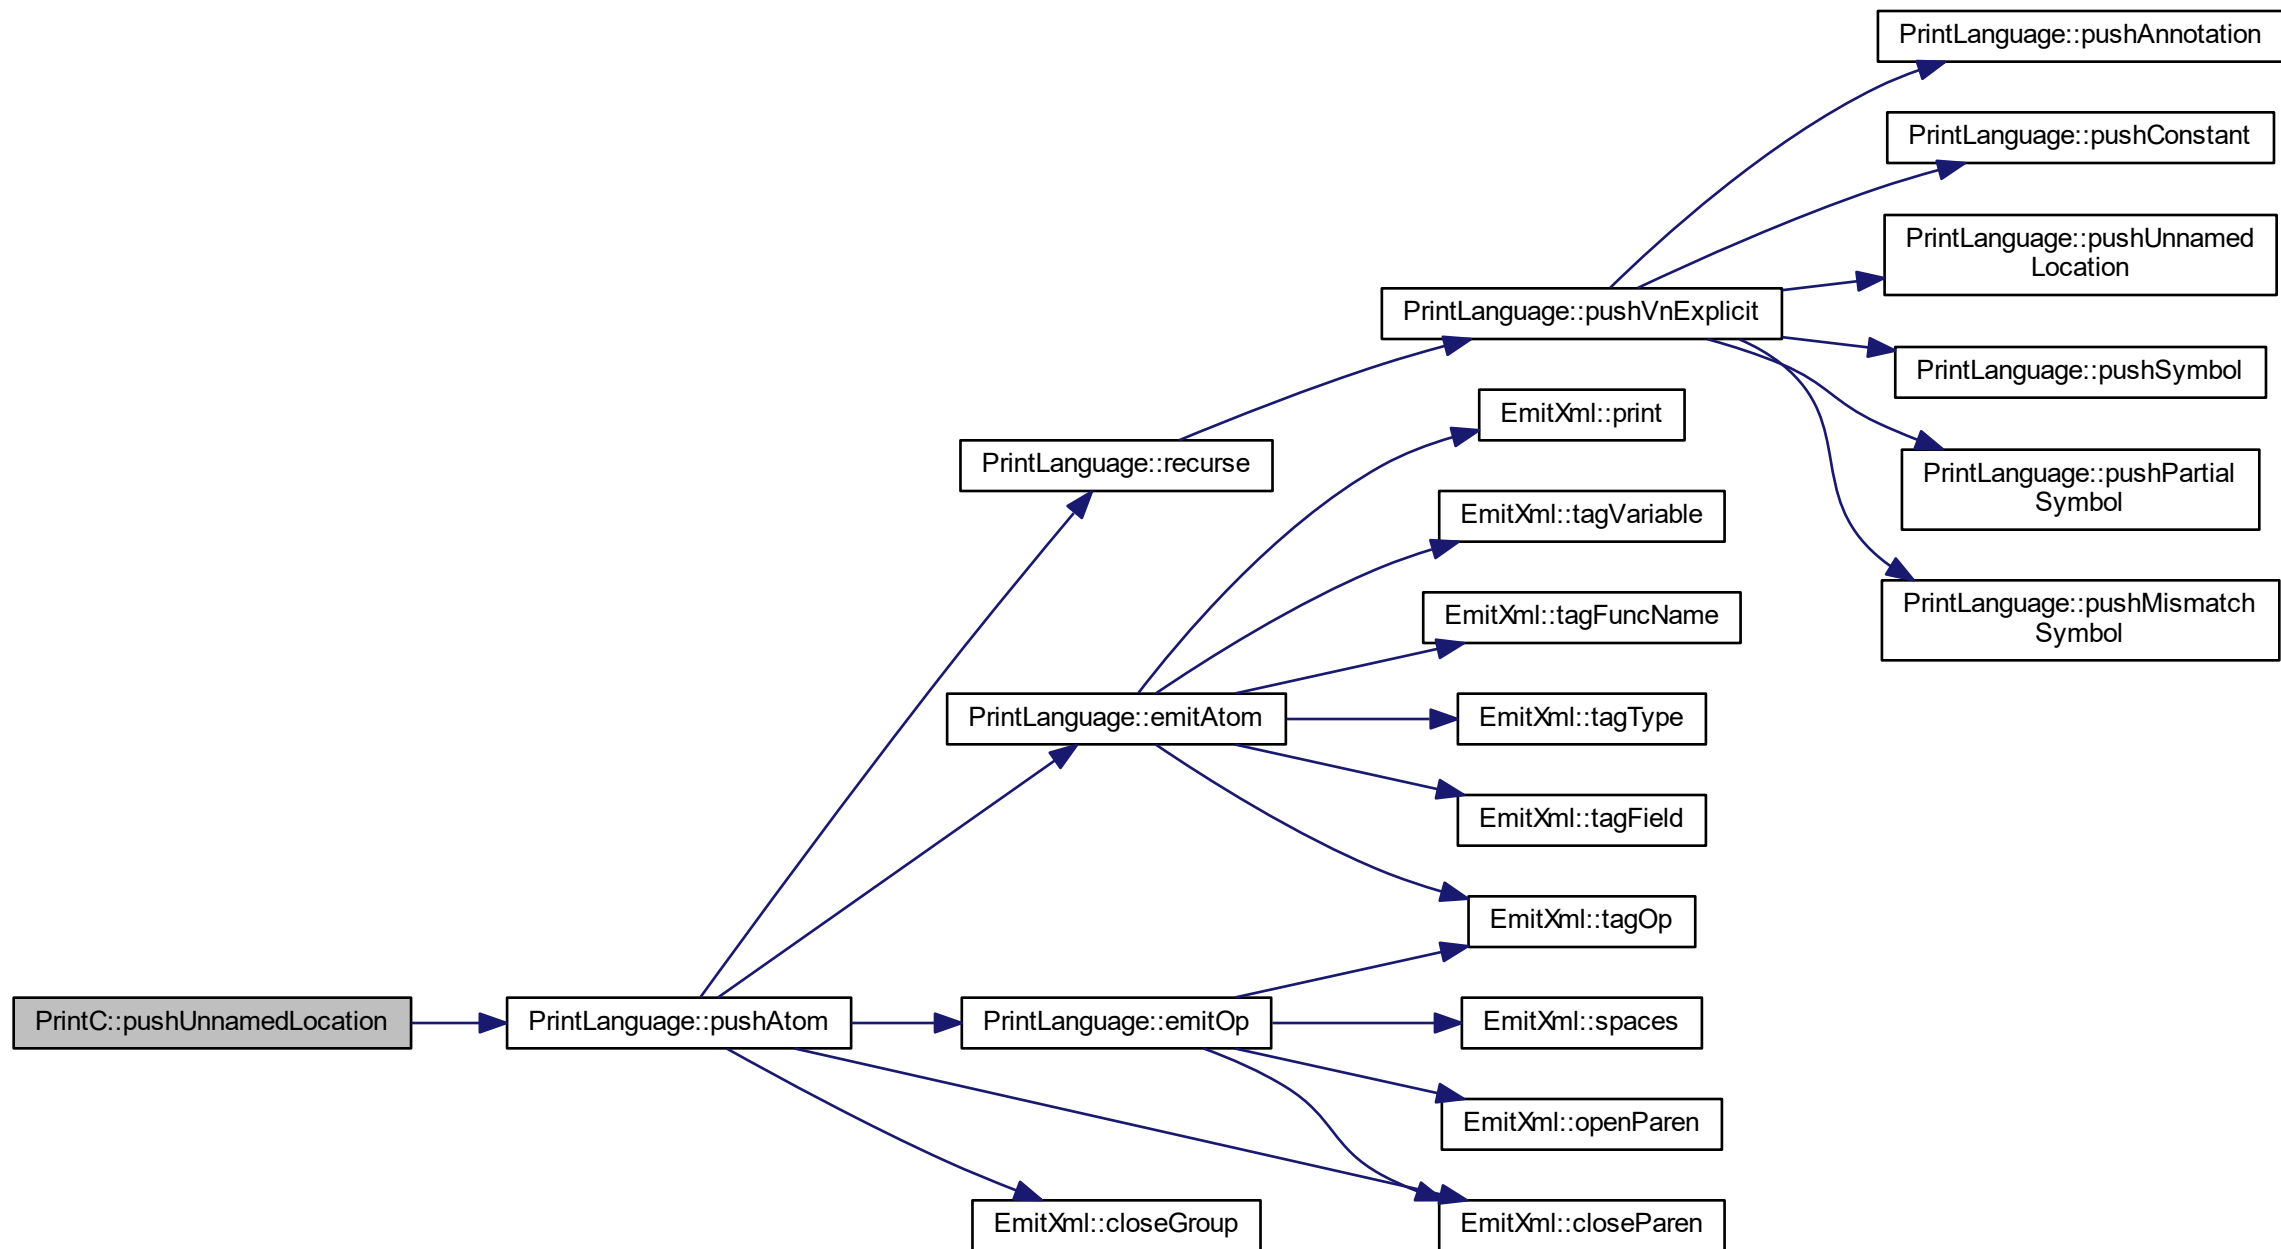 PrintLanguage::pushAnnotation
PrintLanguage::pushConstant
PrintLanguage::pushUnnamed
Location
PrintLanguage::pushVnExplicit
PrintLanguage::pushSymbol
EmitXml::print
PrintLanguage::recurse
PrintLanguage::pushPartial
Symbol
EmitXml::tagVariable
EmitXml::tagFuncName
PrintLanguage::pushMismatch
Symbol
PrintLanguage::emitAtom
EmitXml::tagType
EmitXml::tagField
EmitXml::tagOp
PrintC::pushUnnamedLocation
PrintLanguage::pushAtom
PrintLanguage::emitOp
EmitXml::spaces
EmitXml::openParen
EmitXml::closeGroup
EmitXml::closeParen